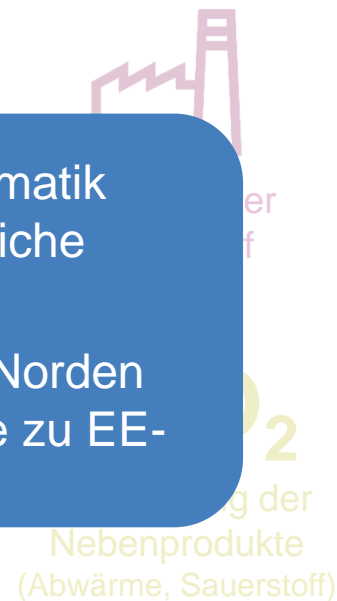 matik
er
iche
f
Norden
e zu EE-
₂
g der
Nebenprodukte
(Abwärme, Sauerstoff)